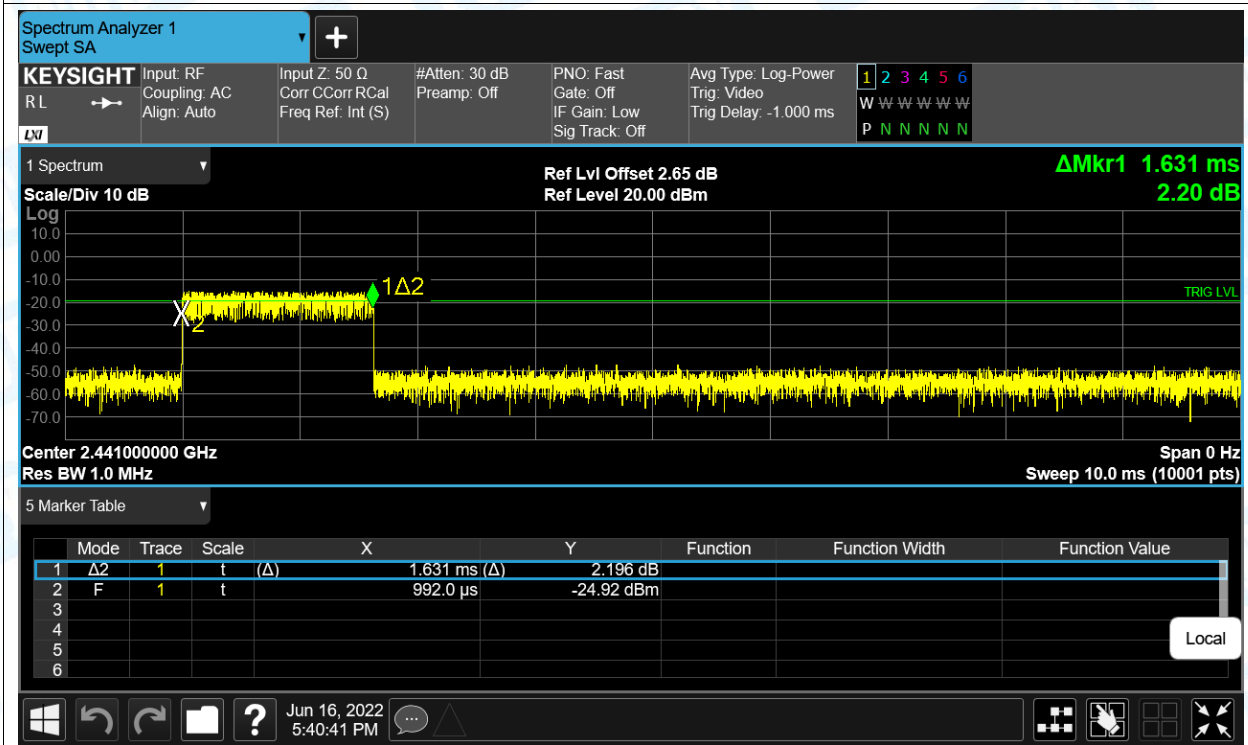 Spectrum Analyzer 1
Swept SA
KEYSIGHT
R L
LXI
Input: RF
Coupling: AC
Align: Auto
Input Z: 50 Ω
Corr CCorr RCal
Freq Ref: Int (S)
#Atten: 30 dB
Preamp: Off
PNO: Fast
Gate: Off
IF Gain: Low
Sig Track: Off
Avg Type: Log-Power
Trig: Video
Trig Delay: -1.000 ms
1 2 3 4 5 6
W W W W W W
P N N N N N
1 Spectrum
Scale/Div 10 dB
Ref Lvl Offset 2.65 dB
Ref Level 20.00 dBm
ΔMkr1 1.631 ms
2.20 dB
Log
10.0
0.00
-10.0
-20.0
-30.0
-40.0
-50.0
-60.0
-70.0
1Δ2
X2
TRIG LVL
Center 2.441000000 GHz
Res BW 1.0 MHz
Span 0 Hz
Sweep 10.0 ms (10001 pts)
5 Marker Table
Mode Trace Scale X Y Function Function Width Function Value
1 Δ2 1 t (Δ) 1.631 ms (Δ) 2.196 dB
2 F 1 t 992.0 µs -24.92 dBm
3
4
5
6
Local
?
Jun 16, 2022
5:40:41 PM